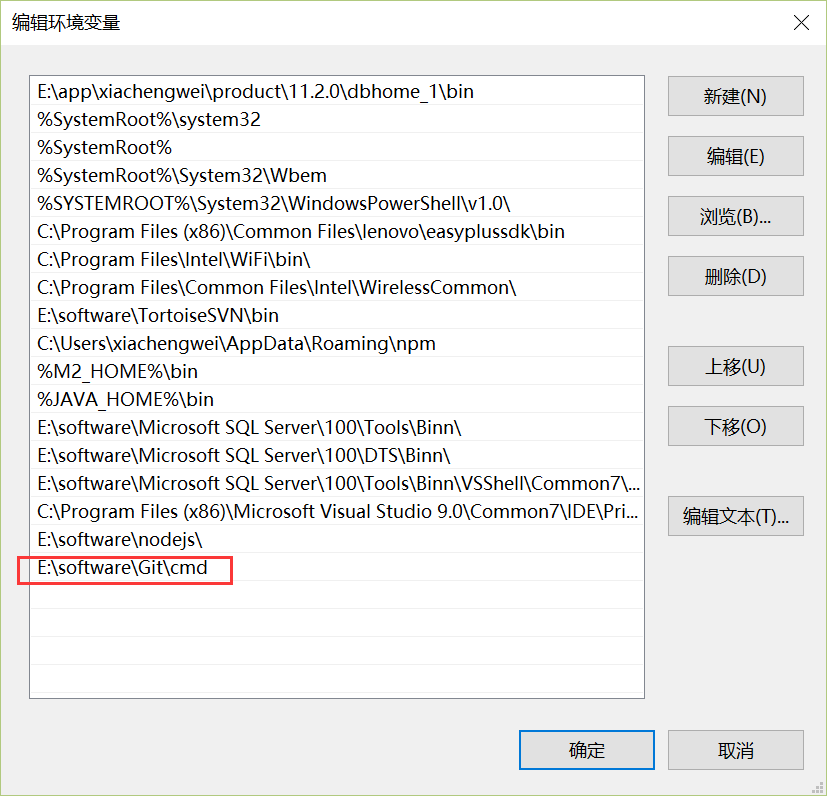 编辑环境变量
E:\app\xiachengwei\product\11.2.0\dbhome_1\bin
%SystemRoot%\system32
%SystemRoot%
%SystemRoot%\System32\Wbem
%SYSTEMROOT%\System32\WindowsPowerShell\v1.0\
C:\Program Files (x86)\Common Files\lenovo\easyplussdk\bin
C:\Program Files\Intel\WiFi\bin\
C:\Program Files\Common Files\Intel\WirelessCommon\
E:\software\TortoiseSVN\bin
C:\Users\xiachengwei\AppData\Roaming\npm
%M2_HOME%\bin
%JAVA_HOME%\bin
E:\software\Microsoft SQL Server\100\Tools\Binn\
E:\software\Microsoft SQL Server\100\DTS\Binn\
E:\software\Microsoft SQL Server\100\Tools\Binn\VSShell\Common7\...
C:\Program Files (x86)\Microsoft Visual Studio 9.0\Common7\IDE\Pri...
E:\software\nodejs\
E:\software\Git\cmd
新建(N)
编辑(E)
浏览(B)...
删除(D)
上移(U)
下移(O)
编辑文本(T)...
确定
取消